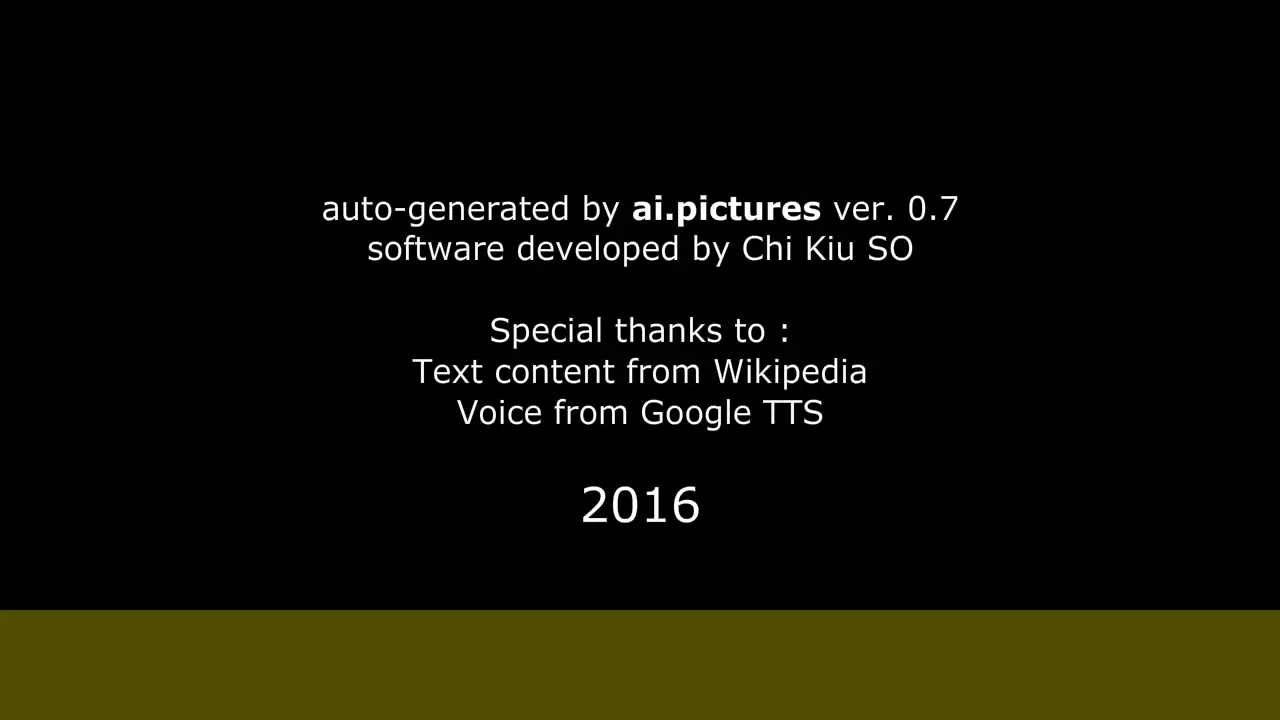 auto-generated by ai.pictures ver. 0.7
software developed by Chi Kiu SO
Special thanks to :
Text content from Wikipedia
Voice from Google TTS
2016